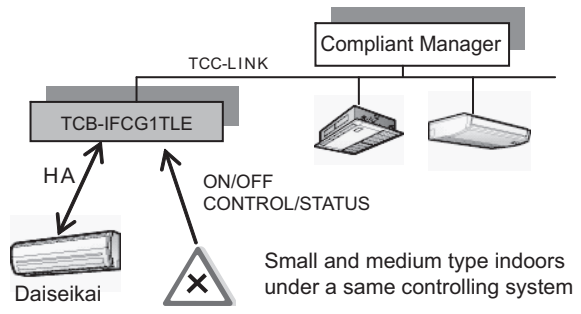 Compliant Manager
TCC-LINK
TCB-IFCG1TLE
HA
ON/OFF
CONTROL/STATUS
Daiseikai
Small and medium type indoors
under a same controlling system